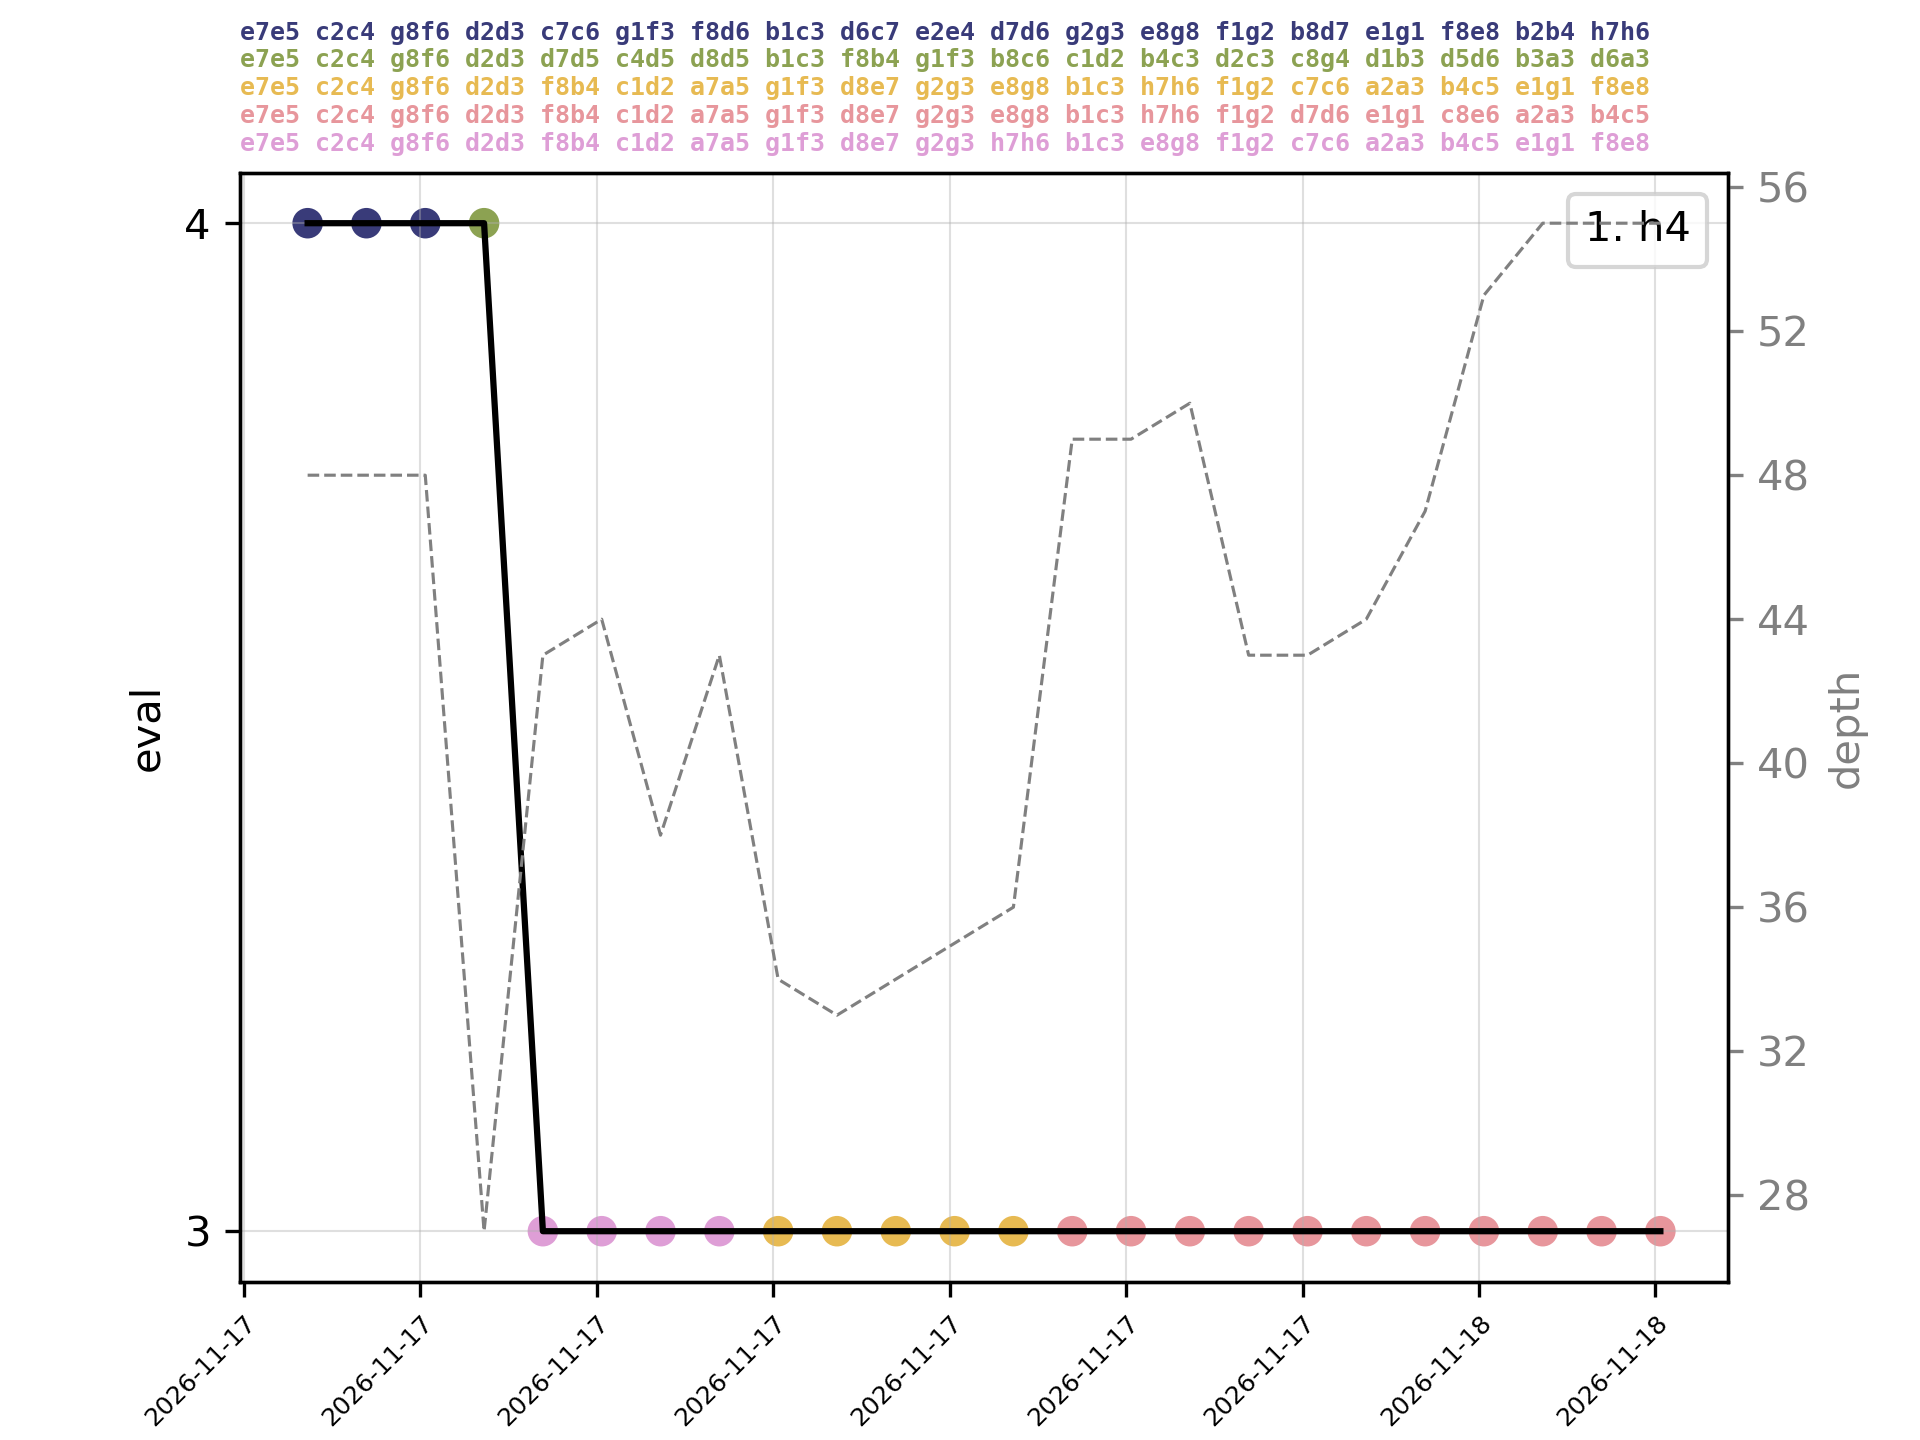 e7e5 c2c4 g8f6 d2d3 c7c6 g1f3 f8d6 b1c3 d6c7 e2e4 d7d6 g2g3 e8g8 f1g2 b8d7 e1g1 f8e8 b2b4 h7h6
e7e5 c2c4 g8f6 d2d3 d7d5 c4d5 d8d5 b1c3 f8b4 g1f3 b8c6 c1d2 b4c3 d2c3 c8g4 d1b3 d5d6 b3a3 d6a3
e7e5 c2c4 g8f6 d2d3 f8b4 c1d2 a7a5 g1f3 d8e7 g2g3 e8g8 b1c3 h7h6 f1g2 c7c6 a2a3 b4c5 e1g1 f8e8
e7e5 c2c4 g8f6 d2d3 f8b4 c1d2 a7a5 g1f3 d8e7 g2g3 e8g8 b1c3 h7h6 f1g2 d7d6 e1g1 c8e6 a2a3 b4c5
e7e5 c2c4 g8f6 d2d3 f8b4 c1d2 a7a5 g1f3 d8e7 g2g3 h7h6 b1c3 e8g8 f1g2 c7c6 a2a3 b4c5 e1g1 f8e8
1. h4
eval
4
3
56
52
48
44
40
36
32
28
depth
2026-11-17
2026-11-17
2026-11-17
2026-11-17
2026-11-17
2026-11-17
2026-11-17
2026-11-18
2026-11-18